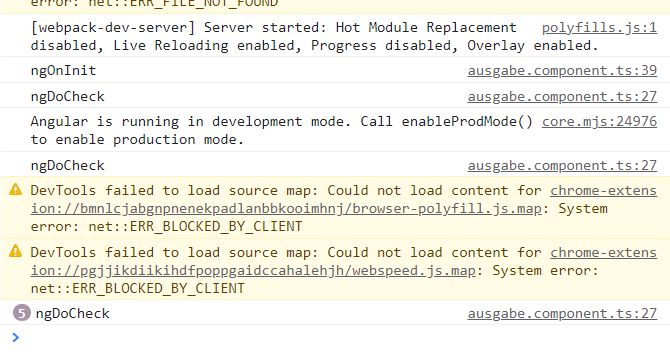 error: net::ERR_FILE_NOT_FOUND
[webpack-dev-server] Server started: Hot Module Replacement polyfills.js:1
disabled, Live Reloading enabled, Progress disabled, Overlay enabled.
ngOnInit ausgabe.component.ts:39
ngDoCheck ausgabe.component.ts:27
Angular is running in development mode. Call enableProdMode() core.mjs:24976
to enable production mode.
ngDoCheck ausgabe.component.ts:27
DevTools failed to load source map: Could not load content for chrome-extens
ion://bmnlcjabgnpnenekpadlanbbkooimhnj/browser-polyfill.js.map: System
error: net::ERR_BLOCKED_BY_CLIENT
DevTools failed to load source map: Could not load content for chrome-extens
ion://pgjjikdiikihdfpoppgaidccahalehjh/webspeed.js.map: System error:
net::ERR_BLOCKED_BY_CLIENT
5 ngDoCheck ausgabe.component.ts:27